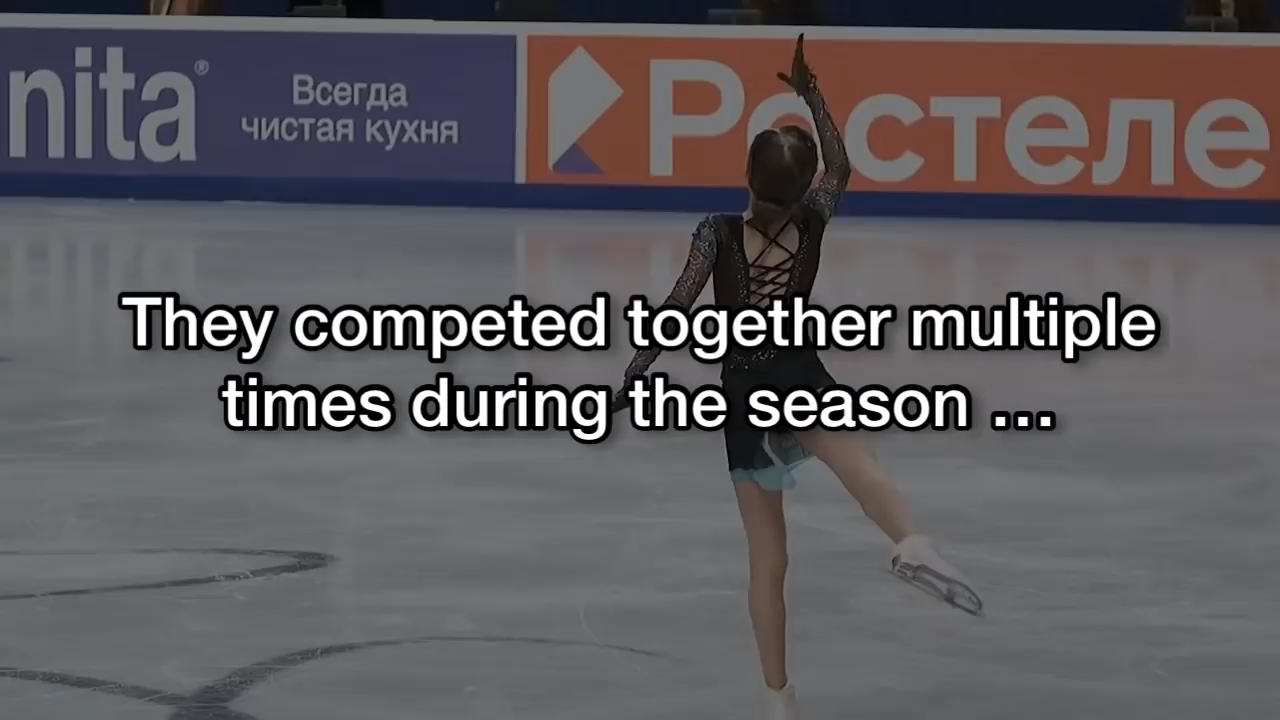 nita®
Всегда
чистая кухня
Ростеле
They competed together multiple
times during the season ...